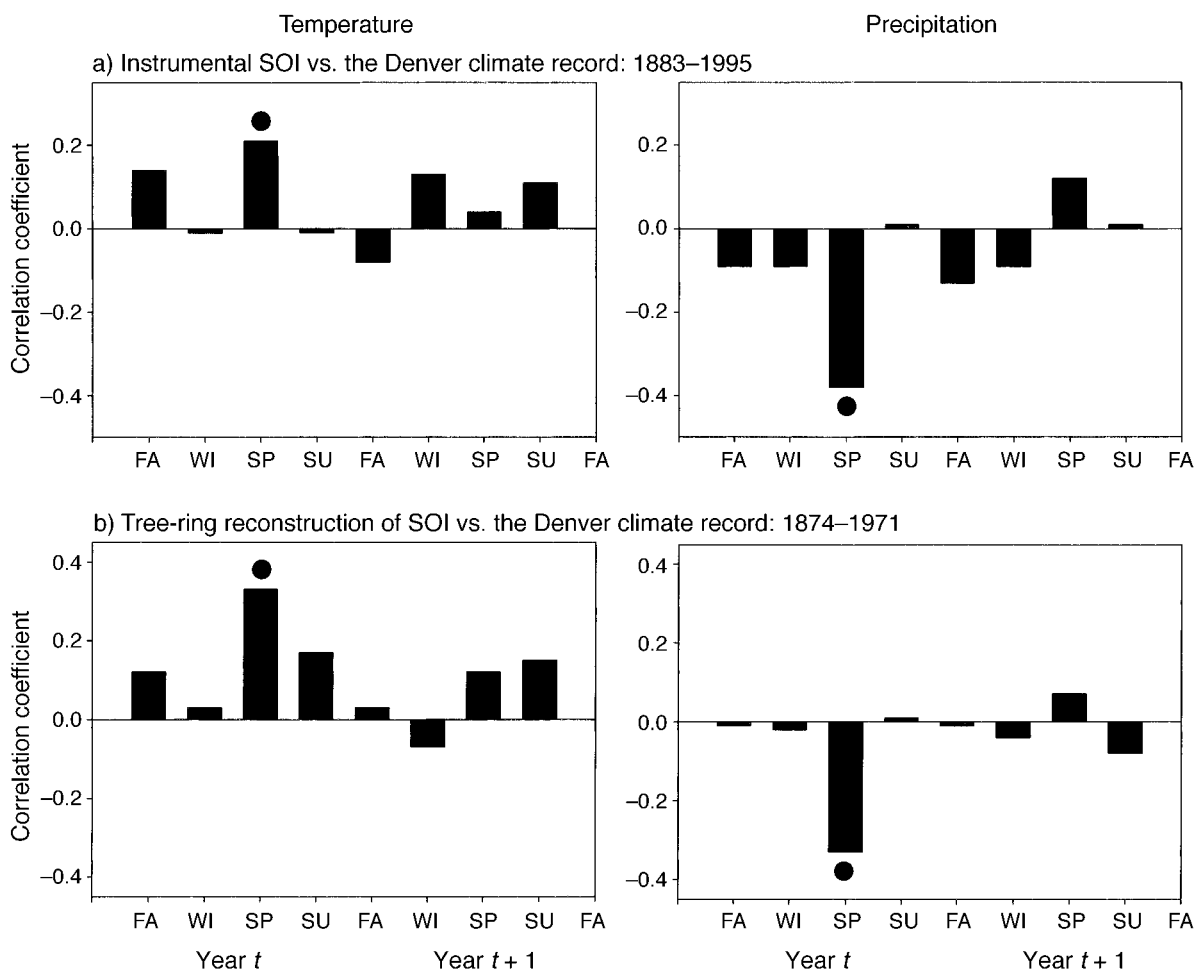 Temperature Precipitation
a) Instrumental SOI vs. the Denver climate record: 1883–1995
Correlation coefficient
0.2 0.2
0.0 0.0
–0.2 –0.2
–0.4 –0.4
FA WI SP SU FA WI SP SU FA FA WI SP SU FA WI SP SU FA
b) Tree-ring reconstruction of SOI vs. the Denver climate record: 1874–1971
Correlation coefficient
0.4 0.4
0.2 0.2
0.0 0.0
–0.2 –0.2
–0.4 –0.4
FA WI SP SU FA WI SP SU FA FA WI SP SU FA WI SP SU FA
Year t Year t + 1 Year t Year t + 1